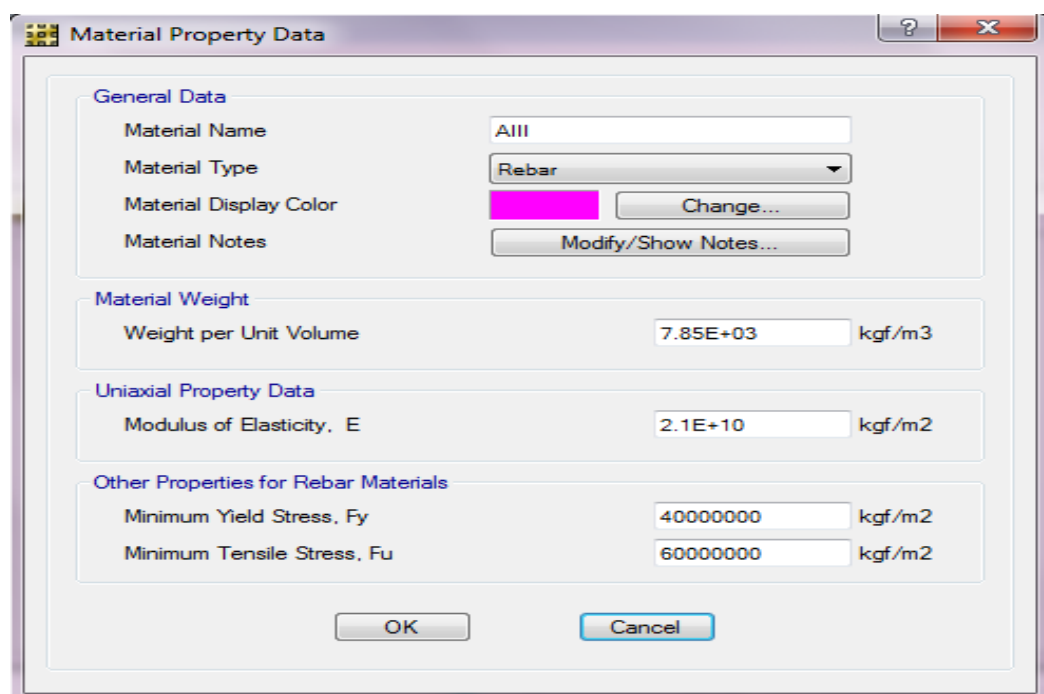 Material Property Data
General Data
Material Name AIII
Material Type Rebar
Material Display Color Change...
Material Notes Modify/Show Notes...
Material Weight
Weight per Unit Volume 7.85E+03 kgf/m3
Uniaxial Property Data
Modulus of Elasticity, E 2.1E+10 kgf/m2
Other Properties for Rebar Materials
Minimum Yield Stress, Fy 40000000 kgf/m2
Minimum Tensile Stress, Fu 60000000 kgf/m2
OK Cancel